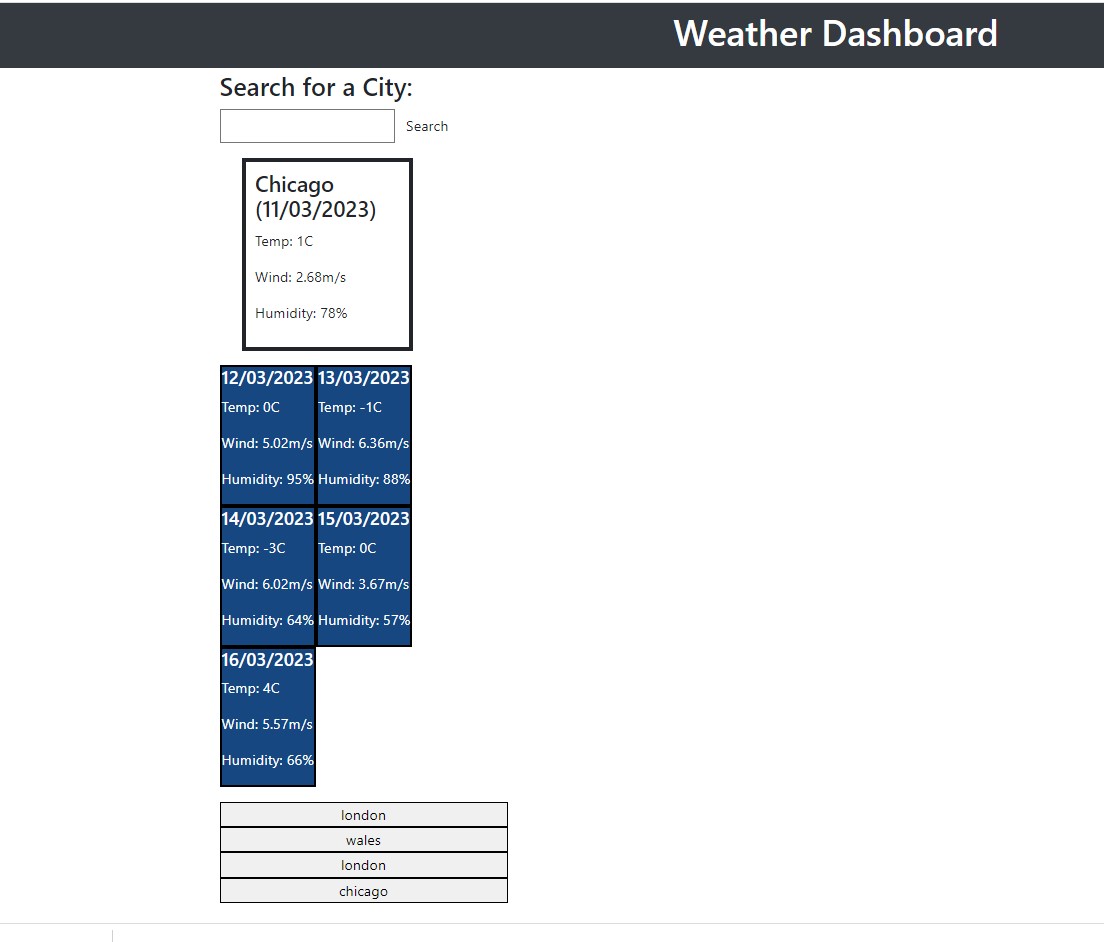 Weather Dashboard
Search for a City:
Search
Chicago
(11/03/2023)
Temp: 1C
Wind: 2.68m/s
Humidity: 78%
12/03/2023
Temp: 0C
Wind: 5.02m/s
Humidity: 95%
13/03/2023
Temp: -1C
Wind: 6.36m/s
Humidity: 88%
14/03/2023
Temp: -3C
Wind: 6.02m/s
Humidity: 64%
15/03/2023
Temp: 0C
Wind: 3.67m/s
Humidity: 57%
16/03/2023
Temp: 4C
Wind: 5.57m/s
Humidity: 66%
london
wales
london
chicago